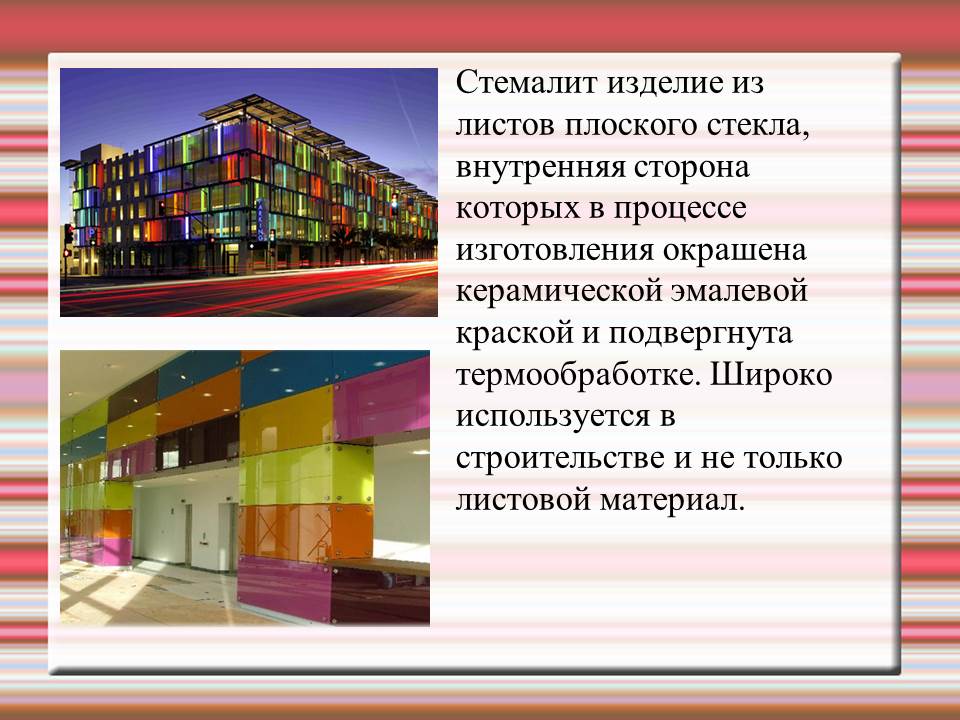 Стемалит изделие из
листов плоского стекла,
внутренняя сторона
которых в процессе
изготовления окрашена
керамической эмалевой
краской и подвергнута
термообработке. Широко
используется в
строительстве и не только
листовой материал.
PARKING
P